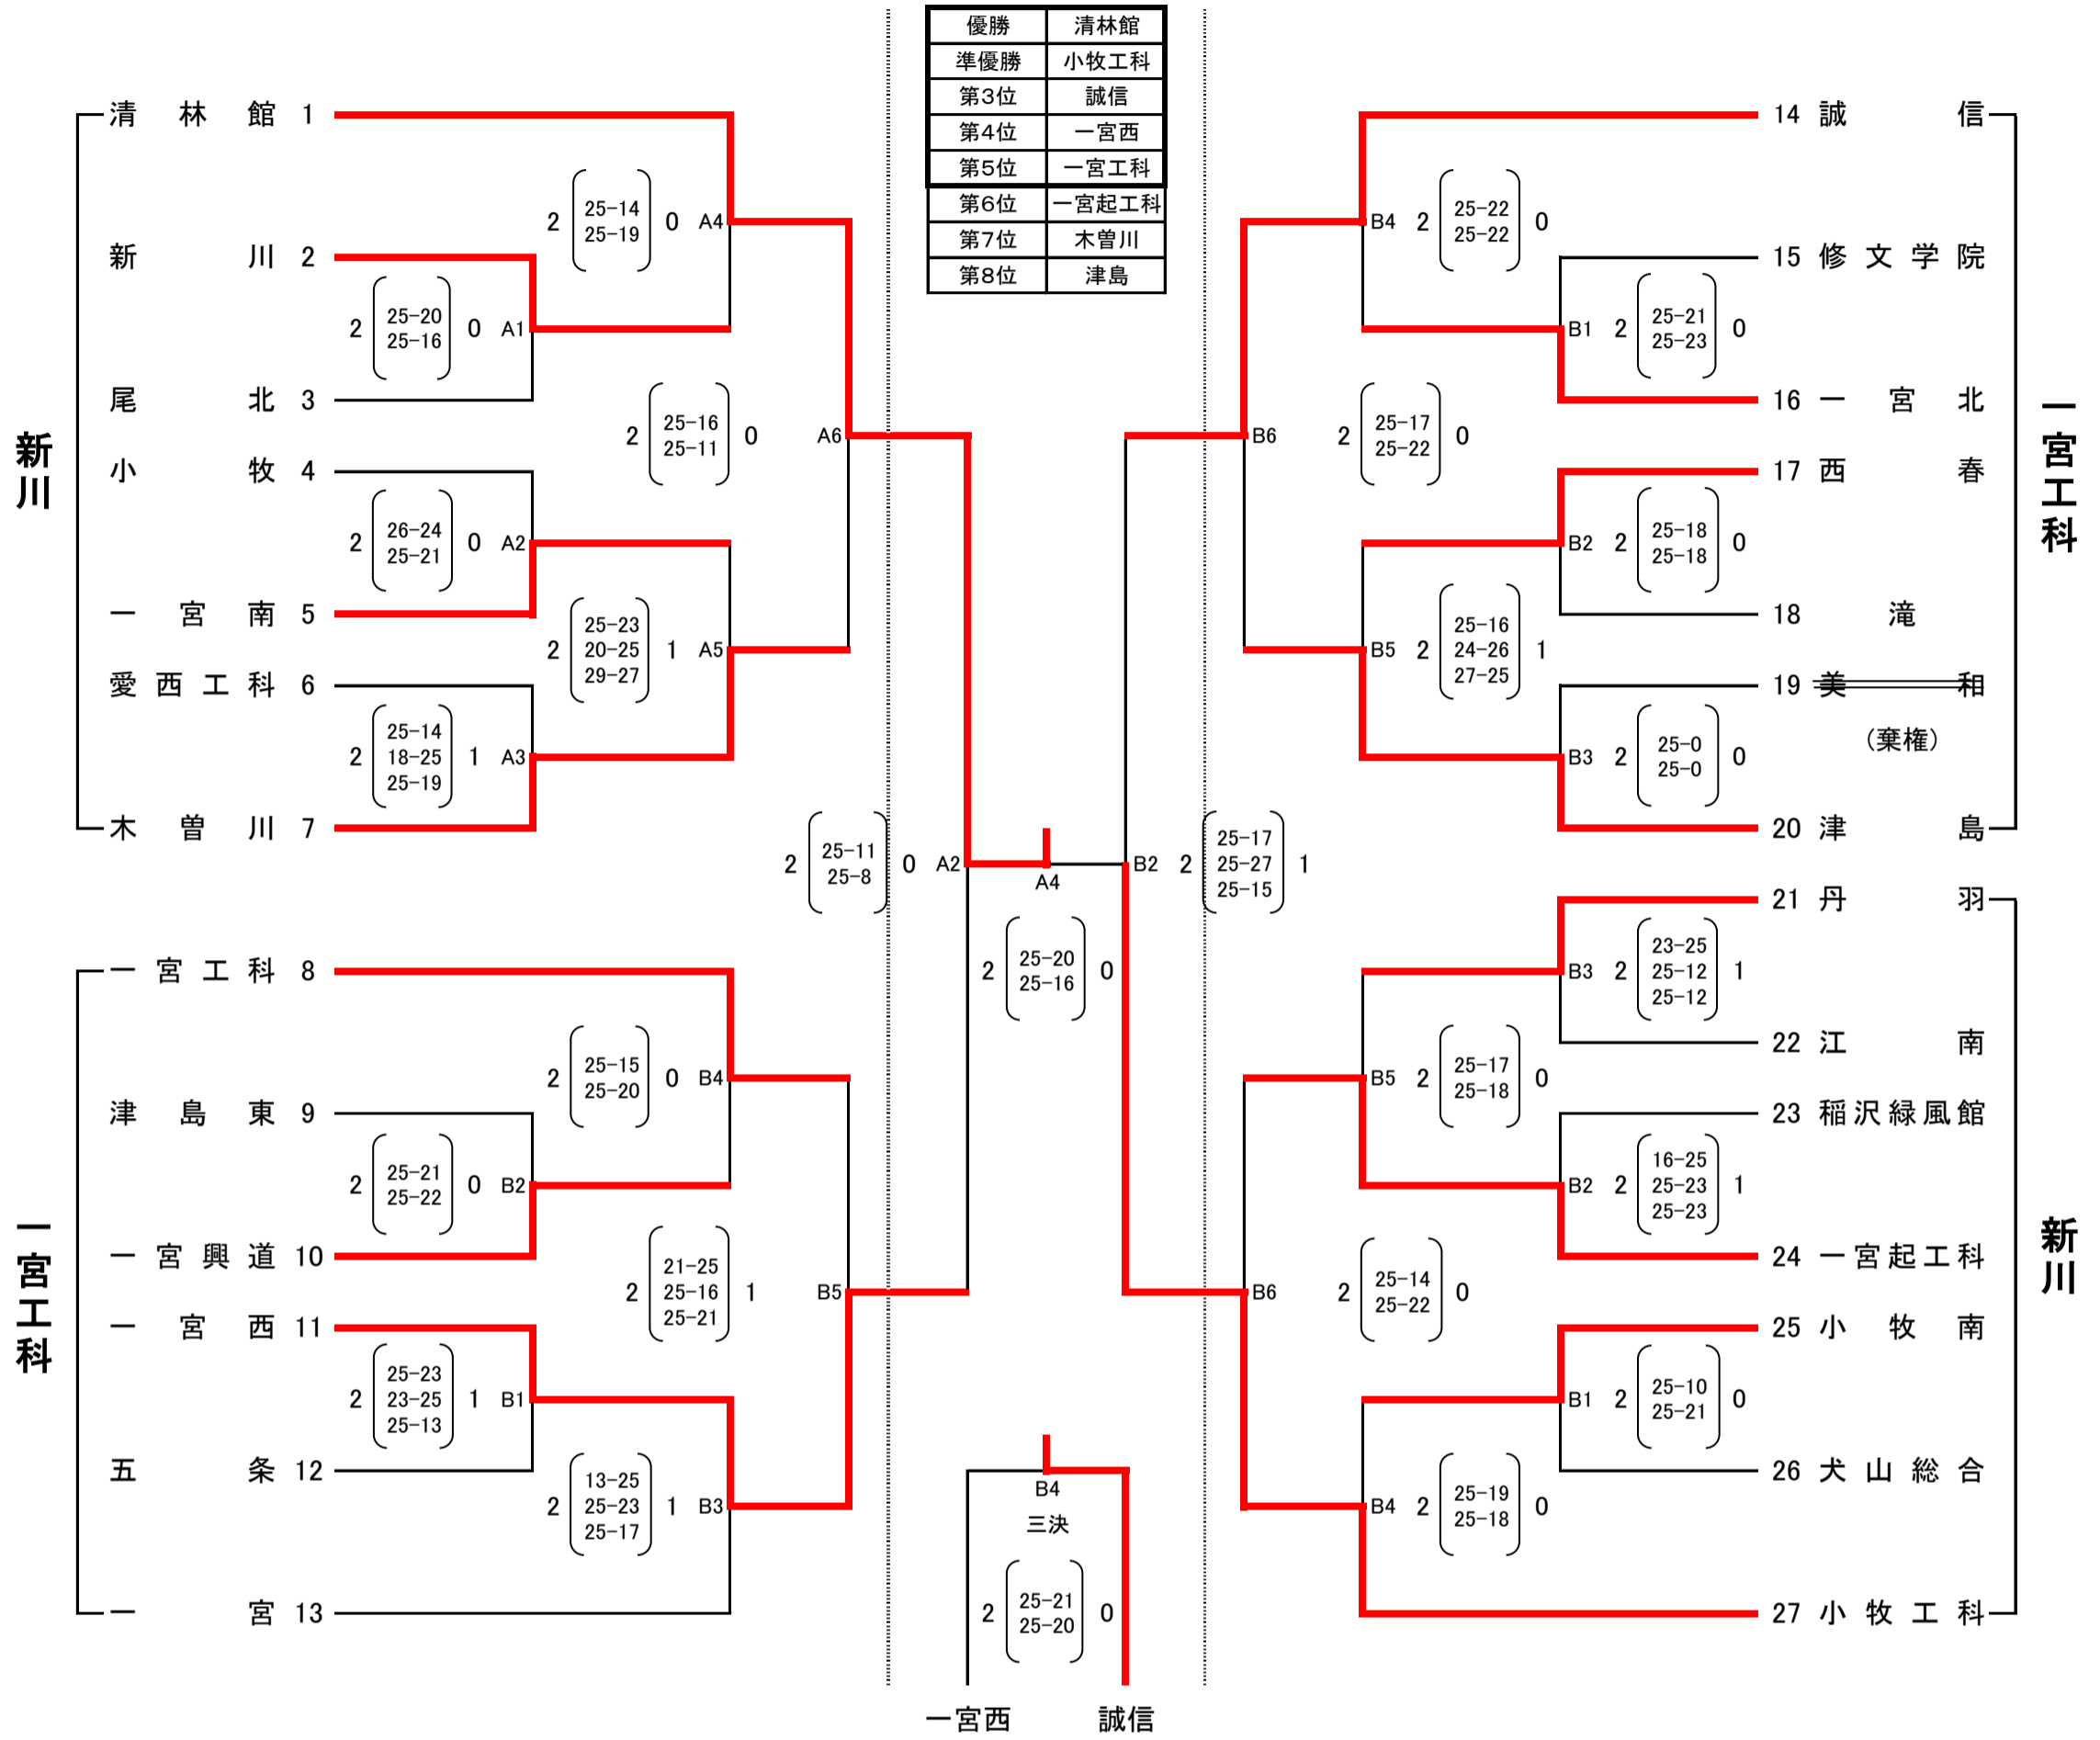 優勝 清林館
準優勝 小牧工科
第3位 誠信
第4位 一宮西
第5位 一宮工科
第6位 一宮起工科
第7位 木曽川
第8位 津島
新川
清林館 1
新川 2
尾北 3
小牧 4
一宮南 5
愛西工科 6
木曽川 7
2 25-14 25-19 0 A4
2 25-20 25-16 0 A1
2 25-16 25-11 0 A6
2 26-24 25-21 0 A2
2 25-23 20-25 29-27 1 A5
2 25-14 18-25 25-19 1 A3
2 25-11 25-8 0 A2
一宮工科
一宮工科 8
津島東 9
一宮興道 10
一宮西 11
五条 12
一宮 13
2 25-15 25-20 0 B4
2 25-21 25-22 0 B2
2 21-25 25-16 25-21 1 B5
2 25-23 23-25 25-13 1 B1
2 13-25 25-23 25-17 1 B3
A4
2 25-20 25-16 0
B4
三決
2 25-21 25-20 0
一宮西 誠信
一宮工科
14 誠信
15 修文学院
16 一宮北
17 西春
18 滝
19 美和
（棄権）
20 津島
B4 2 25-22 25-22 0
B1 2 25-21 25-23 0
B6 2 25-17 25-22 0
B2 2 25-18 25-18 0
B5 2 25-16 24-26 27-25 1
B3 2 25-0 25-0 0
B2 2 25-17 25-27 25-15 1
新川
21 丹羽
22 江南
23 稲沢緑風館
24 一宮起工科
25 小牧南
26 犬山総合
27 小牧工科
B3 2 23-25 25-12 25-12 1
B5 2 25-17 25-18 0
B2 2 16-25 25-23 25-23 1
B6 2 25-14 25-22 0
B1 2 25-10 25-21 0
B4 2 25-19 25-18 0